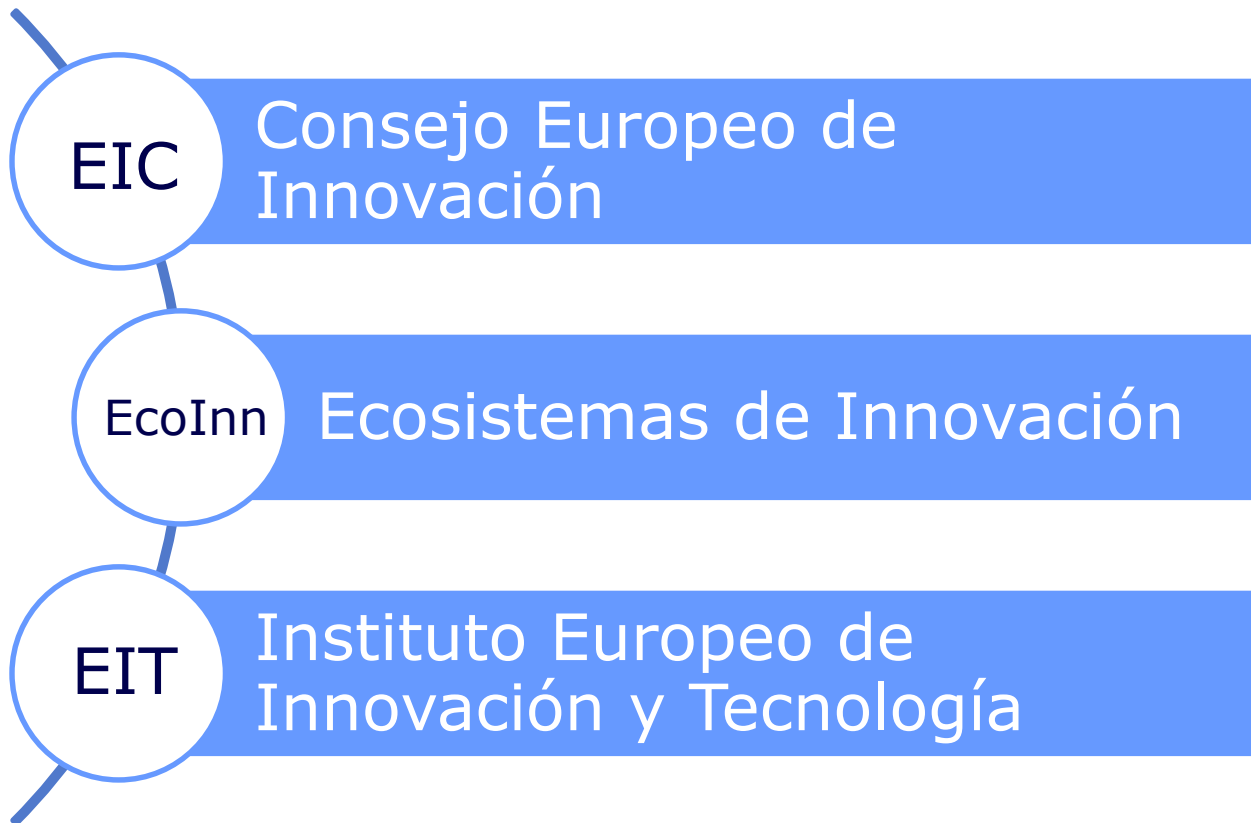 EIC
Consejo Europeo de
Innovación
EcoInn
Ecosistemas de Innovación
EIT
Instituto Europeo de
Innovación y Tecnología